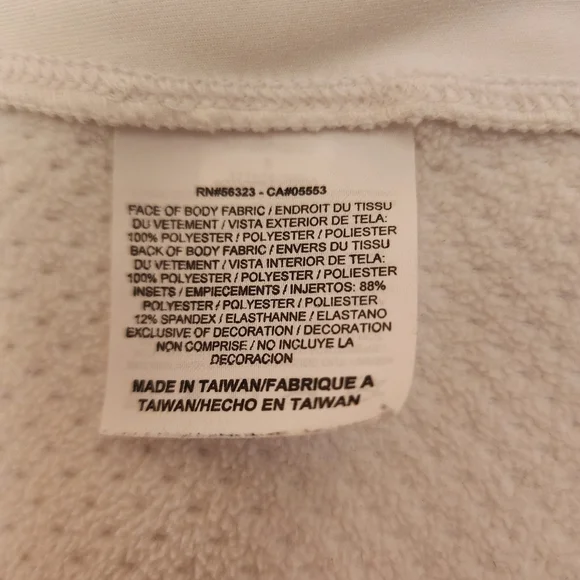 RN#56323 - CA#05553
FACE OF BODY FABRIC / ENDROIT DU TISSU
DU VETEMENT / VISTA EXTERIOR DE TELA:
100% POLYESTER / POLYESTER / POLIESTER
BACK OF BODY FABRIC / ENVERS DU TISSU
DU VETEMENT / VISTA INTERIOR DE TELA:
100% POLYESTER / POLYESTER / POLIESTER
INSETS / EMPIECEMENTS / INJERTOS: 88%
POLYESTER / POLYESTER / POLIESTER
12% SPANDEX / ELASTHANNE / ELASTANO
EXCLUSIVE OF DECORATION / DECORATION
NON COMPRISE / NO INCLUYE LA
DECORACION
MADE IN TAIWAN/FABRIQUE A
TAIWAN/HECHO EN TAIWAN